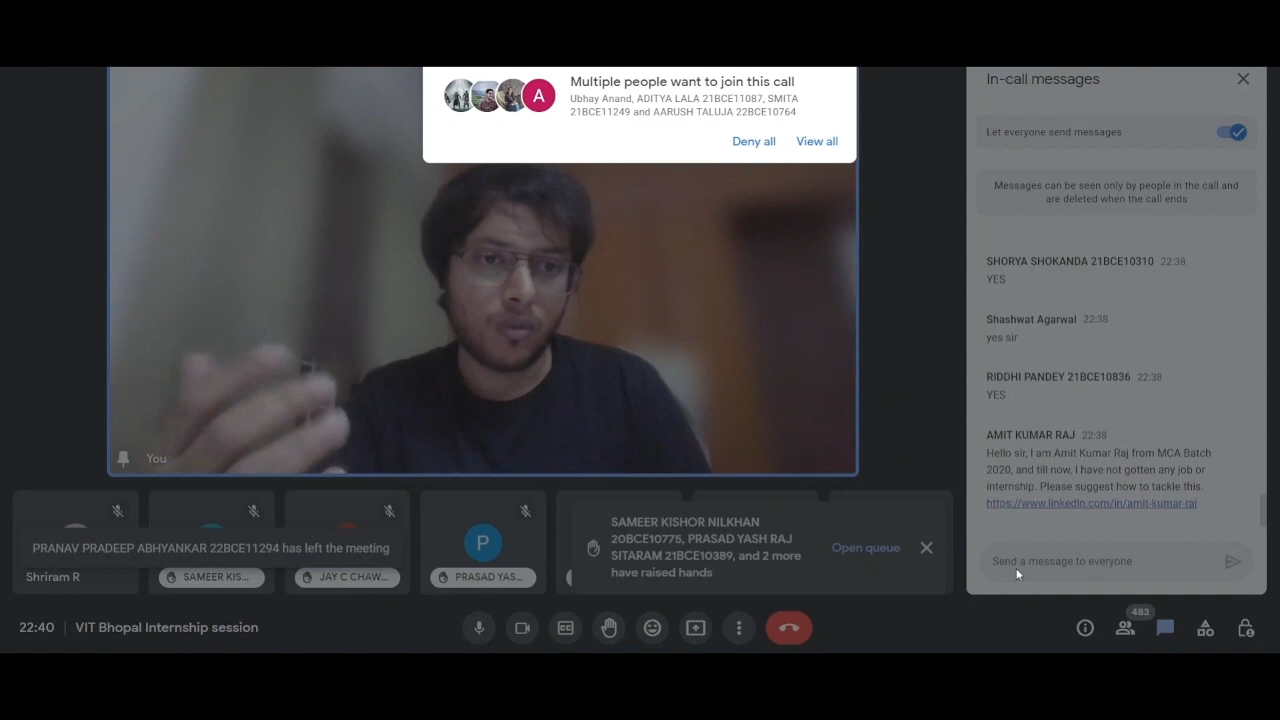 Multiple people want to join this call
Ubhay Anand, ADITYA LALA 21BCE11087, SMITA
21BCE11249 and AARUSH TALUJA 22BCE10764
A
Deny all
View all
In-call messages
Let everyone send messages
Messages can be seen only by people in the call and
are deleted when the call ends
SHORYA SHOKANDA 21BCE10310 22:38
YES
Shashwat Agarwal 22:38
yes sir
RIDDHI PANDEY 21BCE10836 22:38
YES
AMIT KUMAR RAJ 22:38
Hello sir, I am Amit Kumar Raj from MCA Batch
2020, and till now, I have not gotten any job or
internship. Please suggest how to tackle this.
https://www.linkedin.com/in/amit-kumar-raj
Send a message to everyone
You
PRANAV PRADEEP ABHYANKAR 22BCE11294 has left the meeting
Shriram R
SAMEER KIS...
JAY C CHAW...
P
PRASAD YAS...
SAMEER KISHOR NILKHAN
20BCE10775, PRASAD YASH RAJ
SITARAM 21BCE10389, and 2 more
have raised hands
Open queue
22:40 | VIT Bhopal Internship session
CC
483